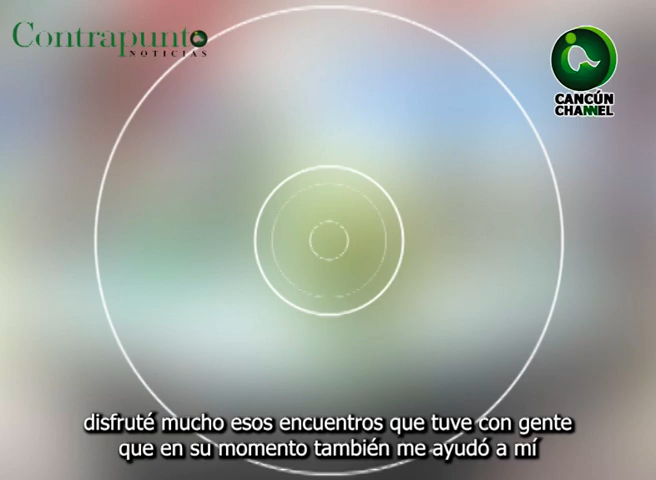 Contrapunto
NOTICIAS
CANCÚN
CHANNEL
disfruté mucho esos encuentros que tuve con gente
que en su momento también me ayudó a mí